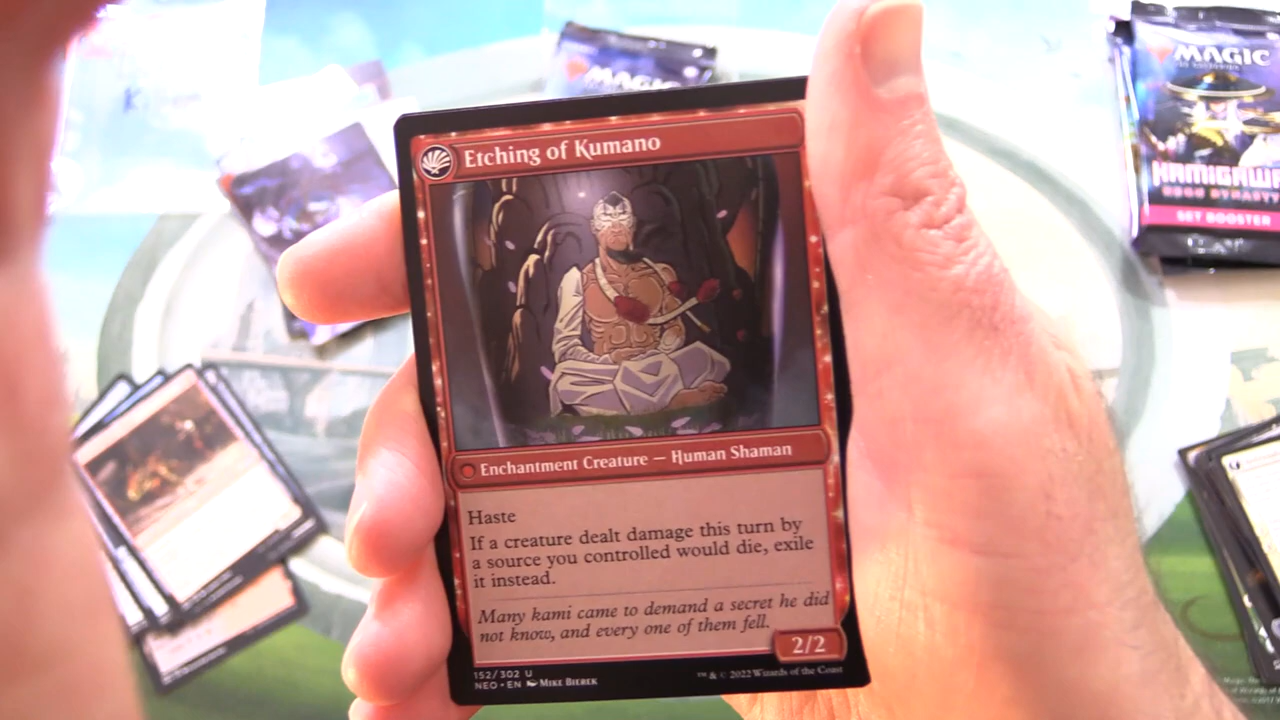 Etching of Kumano
Enchantment Creature — Human Shaman
Haste
If a creature dealt damage this turn by
a source you controlled would die, exile
it instead.
Many kami came to demand a secret he did
not know, and every one of them fell.
2/2
152/302 U
NEO • EN Mike Bierek
™ & © 2022 Wizards of the Coast
MAGIC
MAGIC
KAMIGAWA
SET BOOSTER